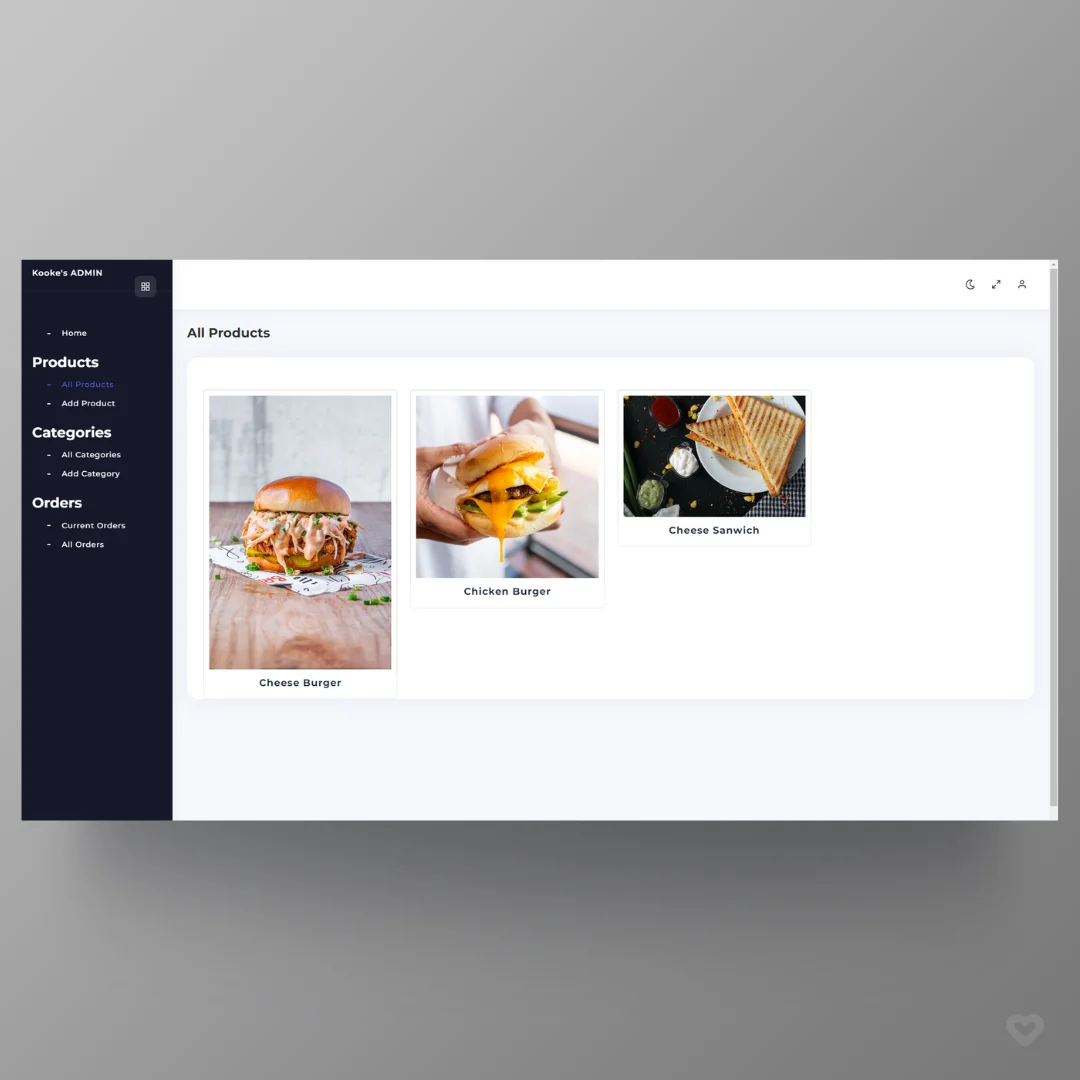 Kooke's ADMIN
- Home
Products
- All Products
- Add Product
Categories
- All Categories
- Add Category
Orders
- Current Orders
- All Orders
All Products
Cheese Burger
Chicken Burger
Cheese Sanwich